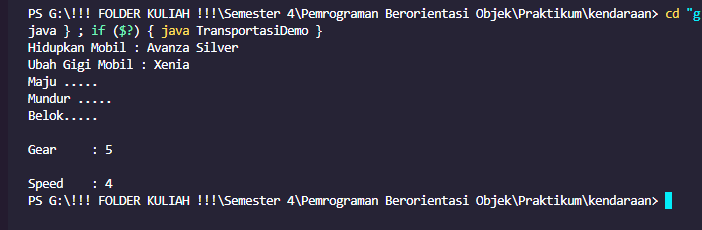 PS G:\!!! FOLDER KULIAH !!!\Semester 4\Pemrograman Berorientasi Objek\Praktikum\kendaraan> cd "g
java } ; if ($?) { java TransportasiDemo }
Hidupkan Mobil : Avanza Silver
Ubah Gigi Mobil : Xenia
Maju .....
Mundur .....
Belok.....
Gear : 5
Speed : 4
PS G:\!!! FOLDER KULIAH !!!\Semester 4\Pemrograman Berorientasi Objek\Praktikum\kendaraan>